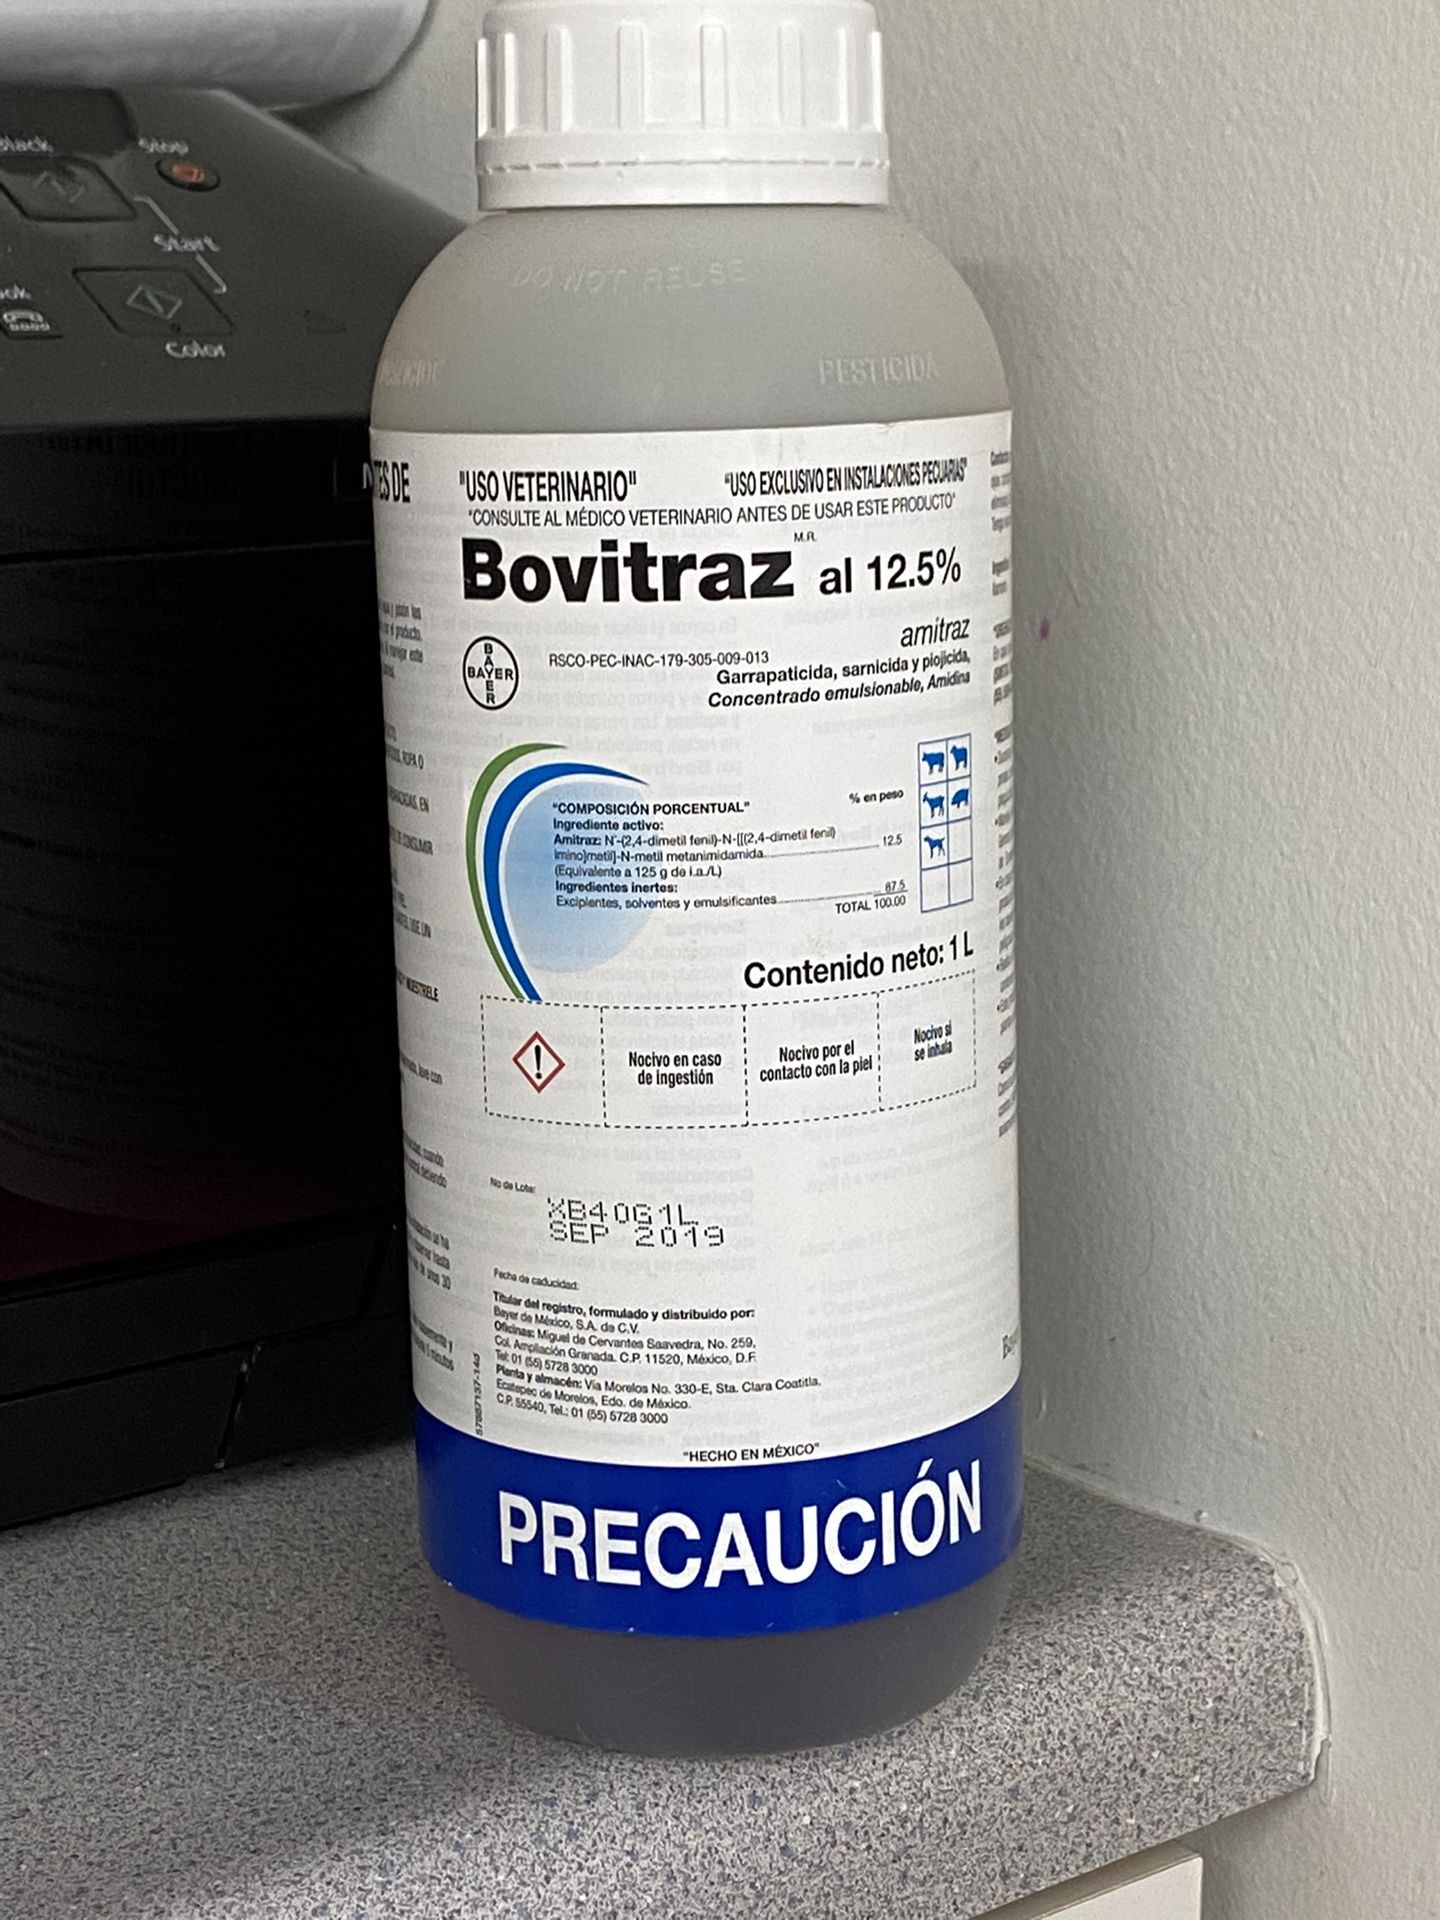 Black
Stop
Start
Color
DO NOT REUSE
PESTICIDA
"USO VETERINARIO"
"USO EXCLUSIVO EN INSTALACIONES PECUARIAS"
"CONSULTE AL MÉDICO VETERINARIO ANTES DE USAR ESTE PRODUCTO"
M.R.
Bovitraz al 12.5%
amitraz
BAYER
BAYER
RSCO-PEC-INAC-179-305-009-013
Garrapaticida, sarnicida y piojicida,
Concentrado emulsionable, Amidina
"COMPOSICIÓN PORCENTUAL"
% en peso
Ingrediente activo:
Amitraz: N'-(2,4-dimetil fenil)-N-[[(2,4-dimetil fenil)
imino]metil]-N-metil metanimidamida 12.5
(Equivalente a 125 g de i.a./L)
Ingredientes inertes:
Excipientes, solventes y emulsificantes 87.5
TOTAL 100.00
Contenido neto: 1 L
Nocivo en caso
de ingestión
Nocivo por el
contacto con la piel
Nocivo si
se inhala
No de Lote:
XB40G1L
SEP 2019
Fecha de caducidad:
Titular del registro, formulado y distribuido por:
Bayer de México, S.A. de C.V.
Oficinas: Miguel de Cervantes Saavedra, No. 259,
Col. Ampliación Granada. C.P. 11520, México, D.F.
Tel: 01 (55) 5728 3000
Planta y almacén: Vía Morelos No. 330-E, Sta. Clara Coatitla.
Ecatepec de Morelos, Edo. de México.
C.P. 55540, Tel.: 01 (55) 5728 3000
"HECHO EN MÉXICO"
PRECAUCIÓN